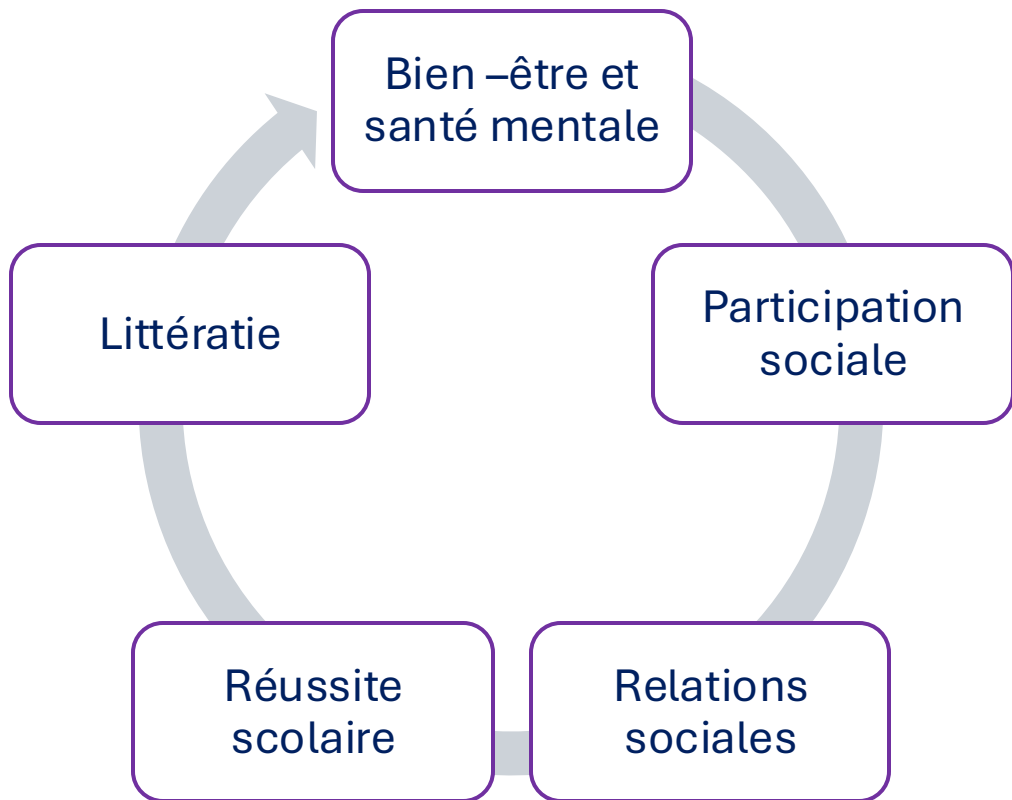 Bien –être et
santé mentale
Participation
sociale
Relations
sociales
Réussite
scolaire
Littératie